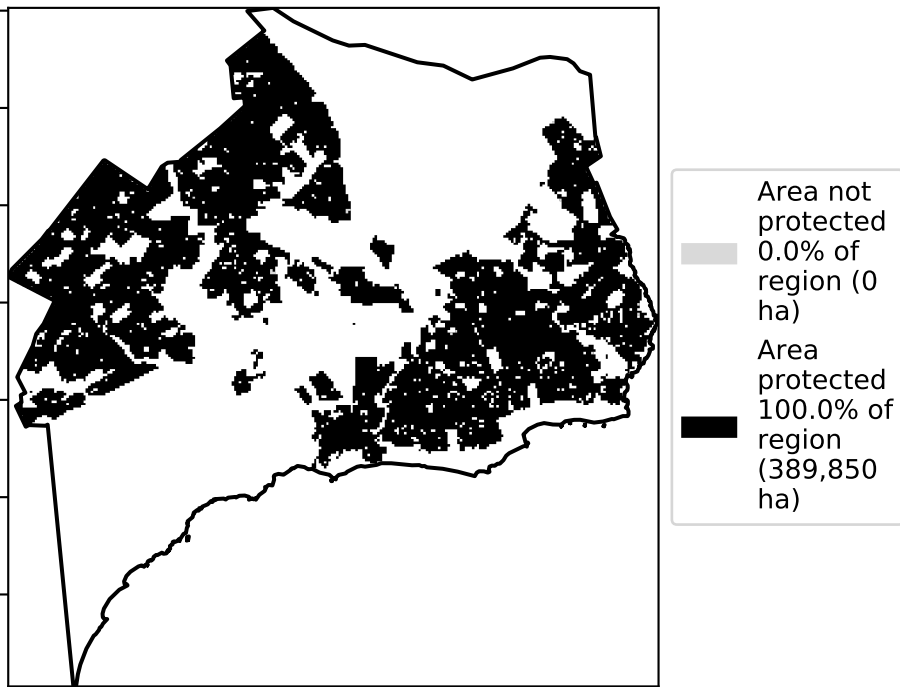 Area not
protected
0.0% of
region (0
ha)
Area
protected
100.0% of
region
(389,850
ha)